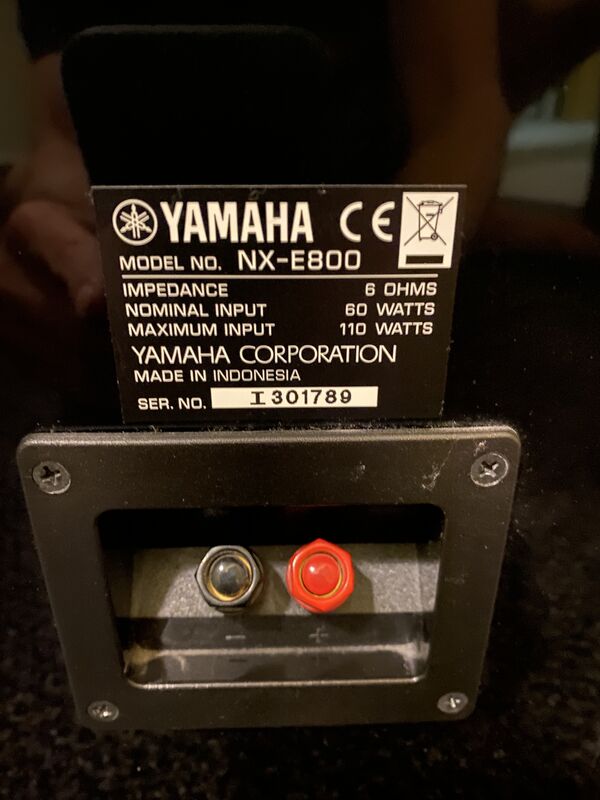 YAMAHA CE
MODEL NO. NX-E800
IMPEDANCE 6 OHMS
NOMINAL INPUT 60 WATTS
MAXIMUM INPUT 110 WATTS
YAMAHA CORPORATION
MADE IN INDONESIA
SER. NO. I 301789
− +